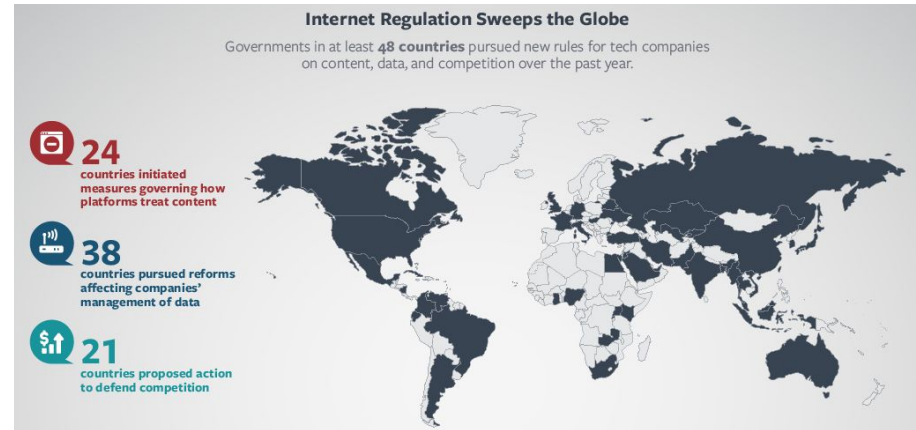 Internet Regulation Sweeps the Globe
Governments in at least 48 countries pursued new rules for tech companies
on content, data, and competition over the past year.
24
countries initiated
measures governing how
platforms treat content
38
countries pursued reforms
affecting companies'
management of data
$
21
countries proposed action
to defend competition